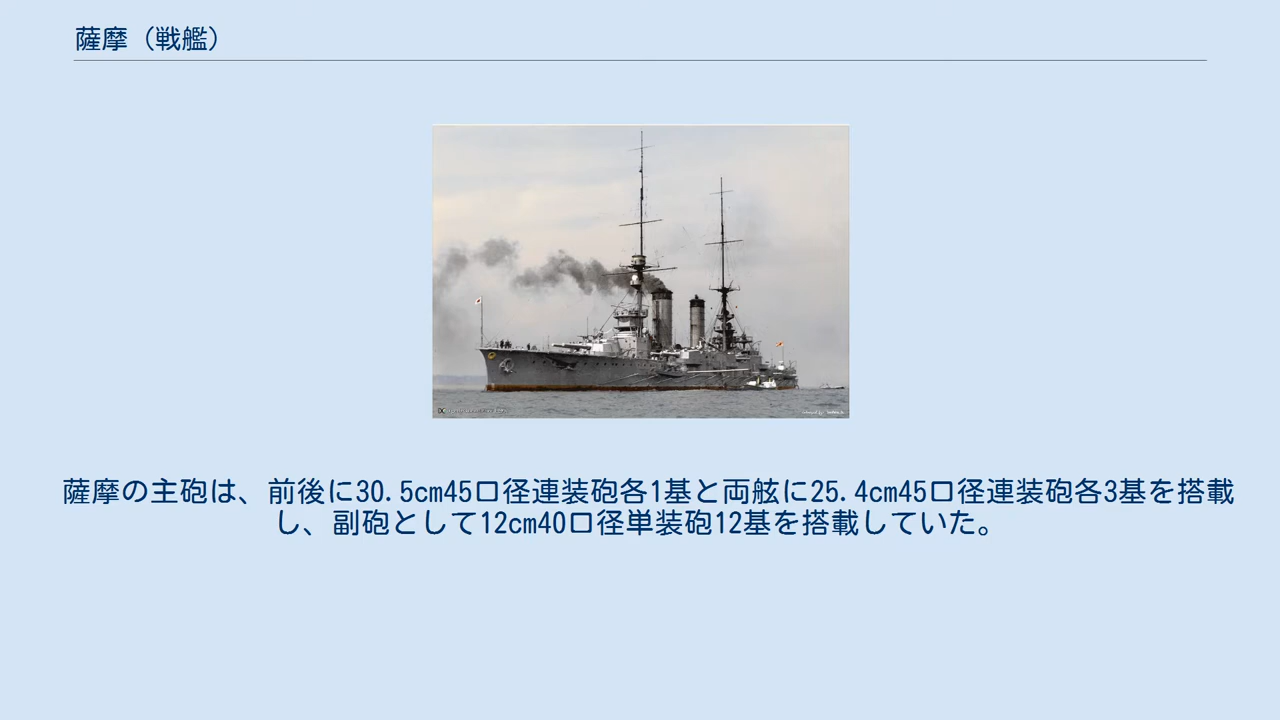 薩摩（戦艦）
薩摩の主砲は、前後に30.5cm45口径連装砲各1基と両舷に25.4cm45口径連装砲各3基を搭載
し、副砲として12cm40口径単装砲12基を搭載していた。